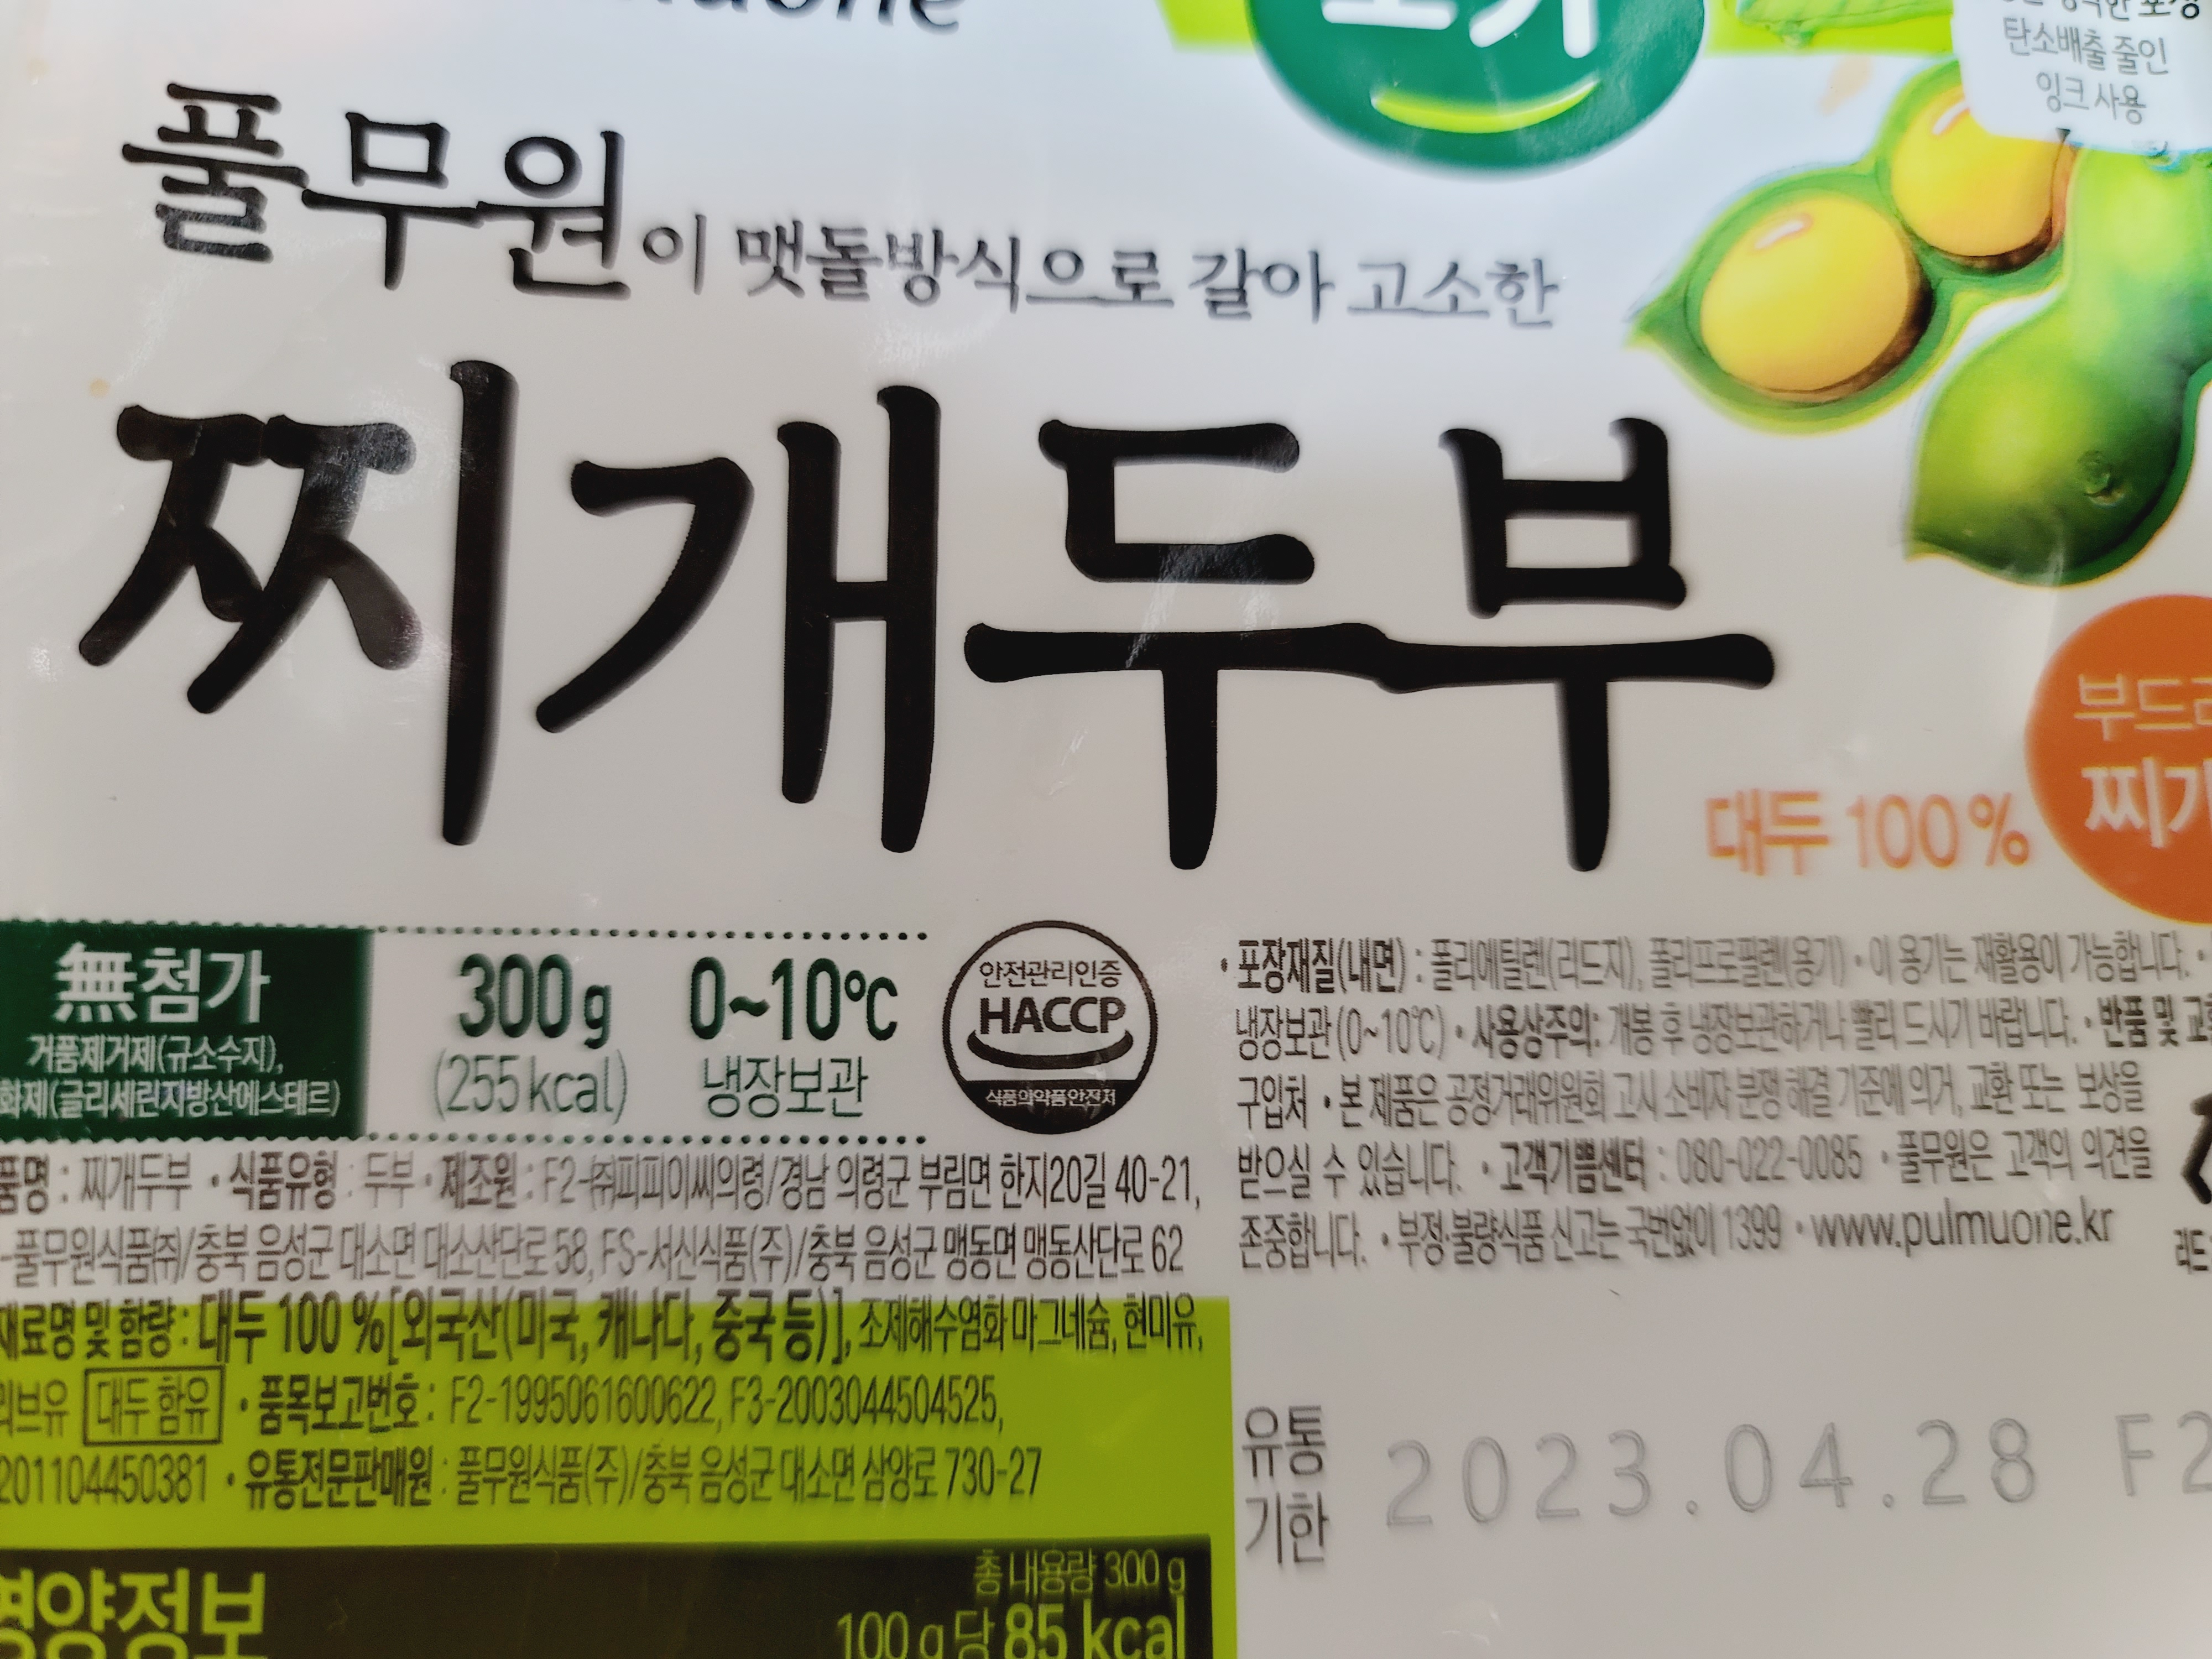 풀무원이 맷돌방식으로 갈아 고소한
찌개두부
탄소배출 줄인
잉크 사용
대두 100%
無첨가
거품제거제(규소수지),
화제(글리세린지방산에스테르)
300g
(255kcal)
0~10℃
냉장보관
안전관리인증
HACCP
식품의약품안전처
품명 : 찌개두부 • 식품유형 : 두부 • 제조원 : F2-㈜피피이씨의령/경남 의령군 부림면 한지20길 40-21,
-풀무원식품㈜/충북 음성군 대소면 대소산단로 58, FS-서신식품(주)/충북 음성군 맹동면 맹동산단로 62
재료명 및 함량 : 대두 100 %[외국산(미국, 캐나다, 중국 등)], 조제해수염화마그네슘, 현미유,
대두 함유 • 품목보고번호 : F2-1995061600622, F3-2003044504525,
201104450381 • 유통전문판매원 : 풀무원식품(주)/충북 음성군 대소면 삼양로 730-27
영양정보
총 내용량 300 g
100 g 당 85 kcal
• 포장재질(내면) : 폴리에틸렌(리드지), 폴리프로필렌(용기) • 이 용기는 재활용이 가능합니다. •
냉장보관(0~10℃) • 사용상주의: 개봉 후 냉장보관하거나 빨리 드시기 바랍니다. • 반품 및 교
구입처 • 본 제품은 공정거래위원회 고시 소비자 분쟁 해결 기준에 의거, 교환 또는 보상을
받으실 수 있습니다. • 고객기쁨센터 : 080-022-0085 • 풀무원은 고객의 의견을
존중합니다. • 부정·불량식품 신고는 국번없이 1399 • www.pulmuone.kr
유통
기한
2023.04.28 F2